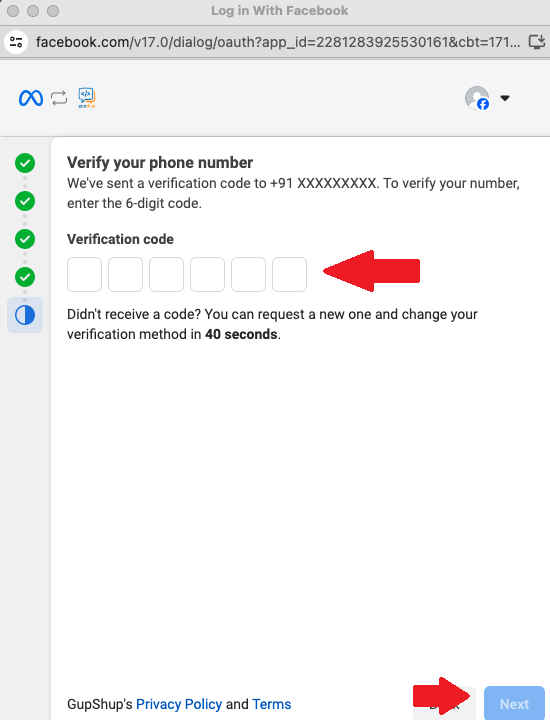 Log in With Facebook
facebook.com/v17.0/dialog/oauth?app_id=2281283925530161&cbt=171...
Verify your phone number
We've sent a verification code to +91 XXXXXXXXX. To verify your number,
enter the 6-digit code.
Verification code
Didn't receive a code? You can request a new one and change your
verification method in 40 seconds.
GupShup's Privacy Policy and Terms
Next